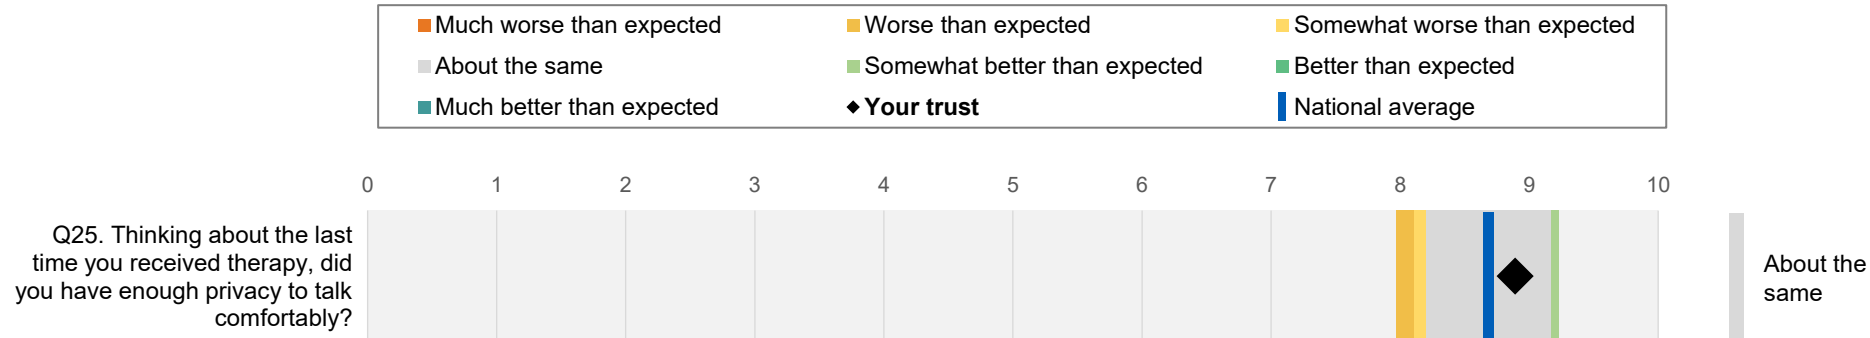 Much worse than expected
Worse than expected
Somewhat worse than expected
About the same
Somewhat better than expected
Better than expected
Much better than expected
Your trust
National average
0 1 2 3 4 5 6 7 8 9 10
Q25. Thinking about the last
time you received therapy, did
you have enough privacy to talk
comfortably?
About the
same